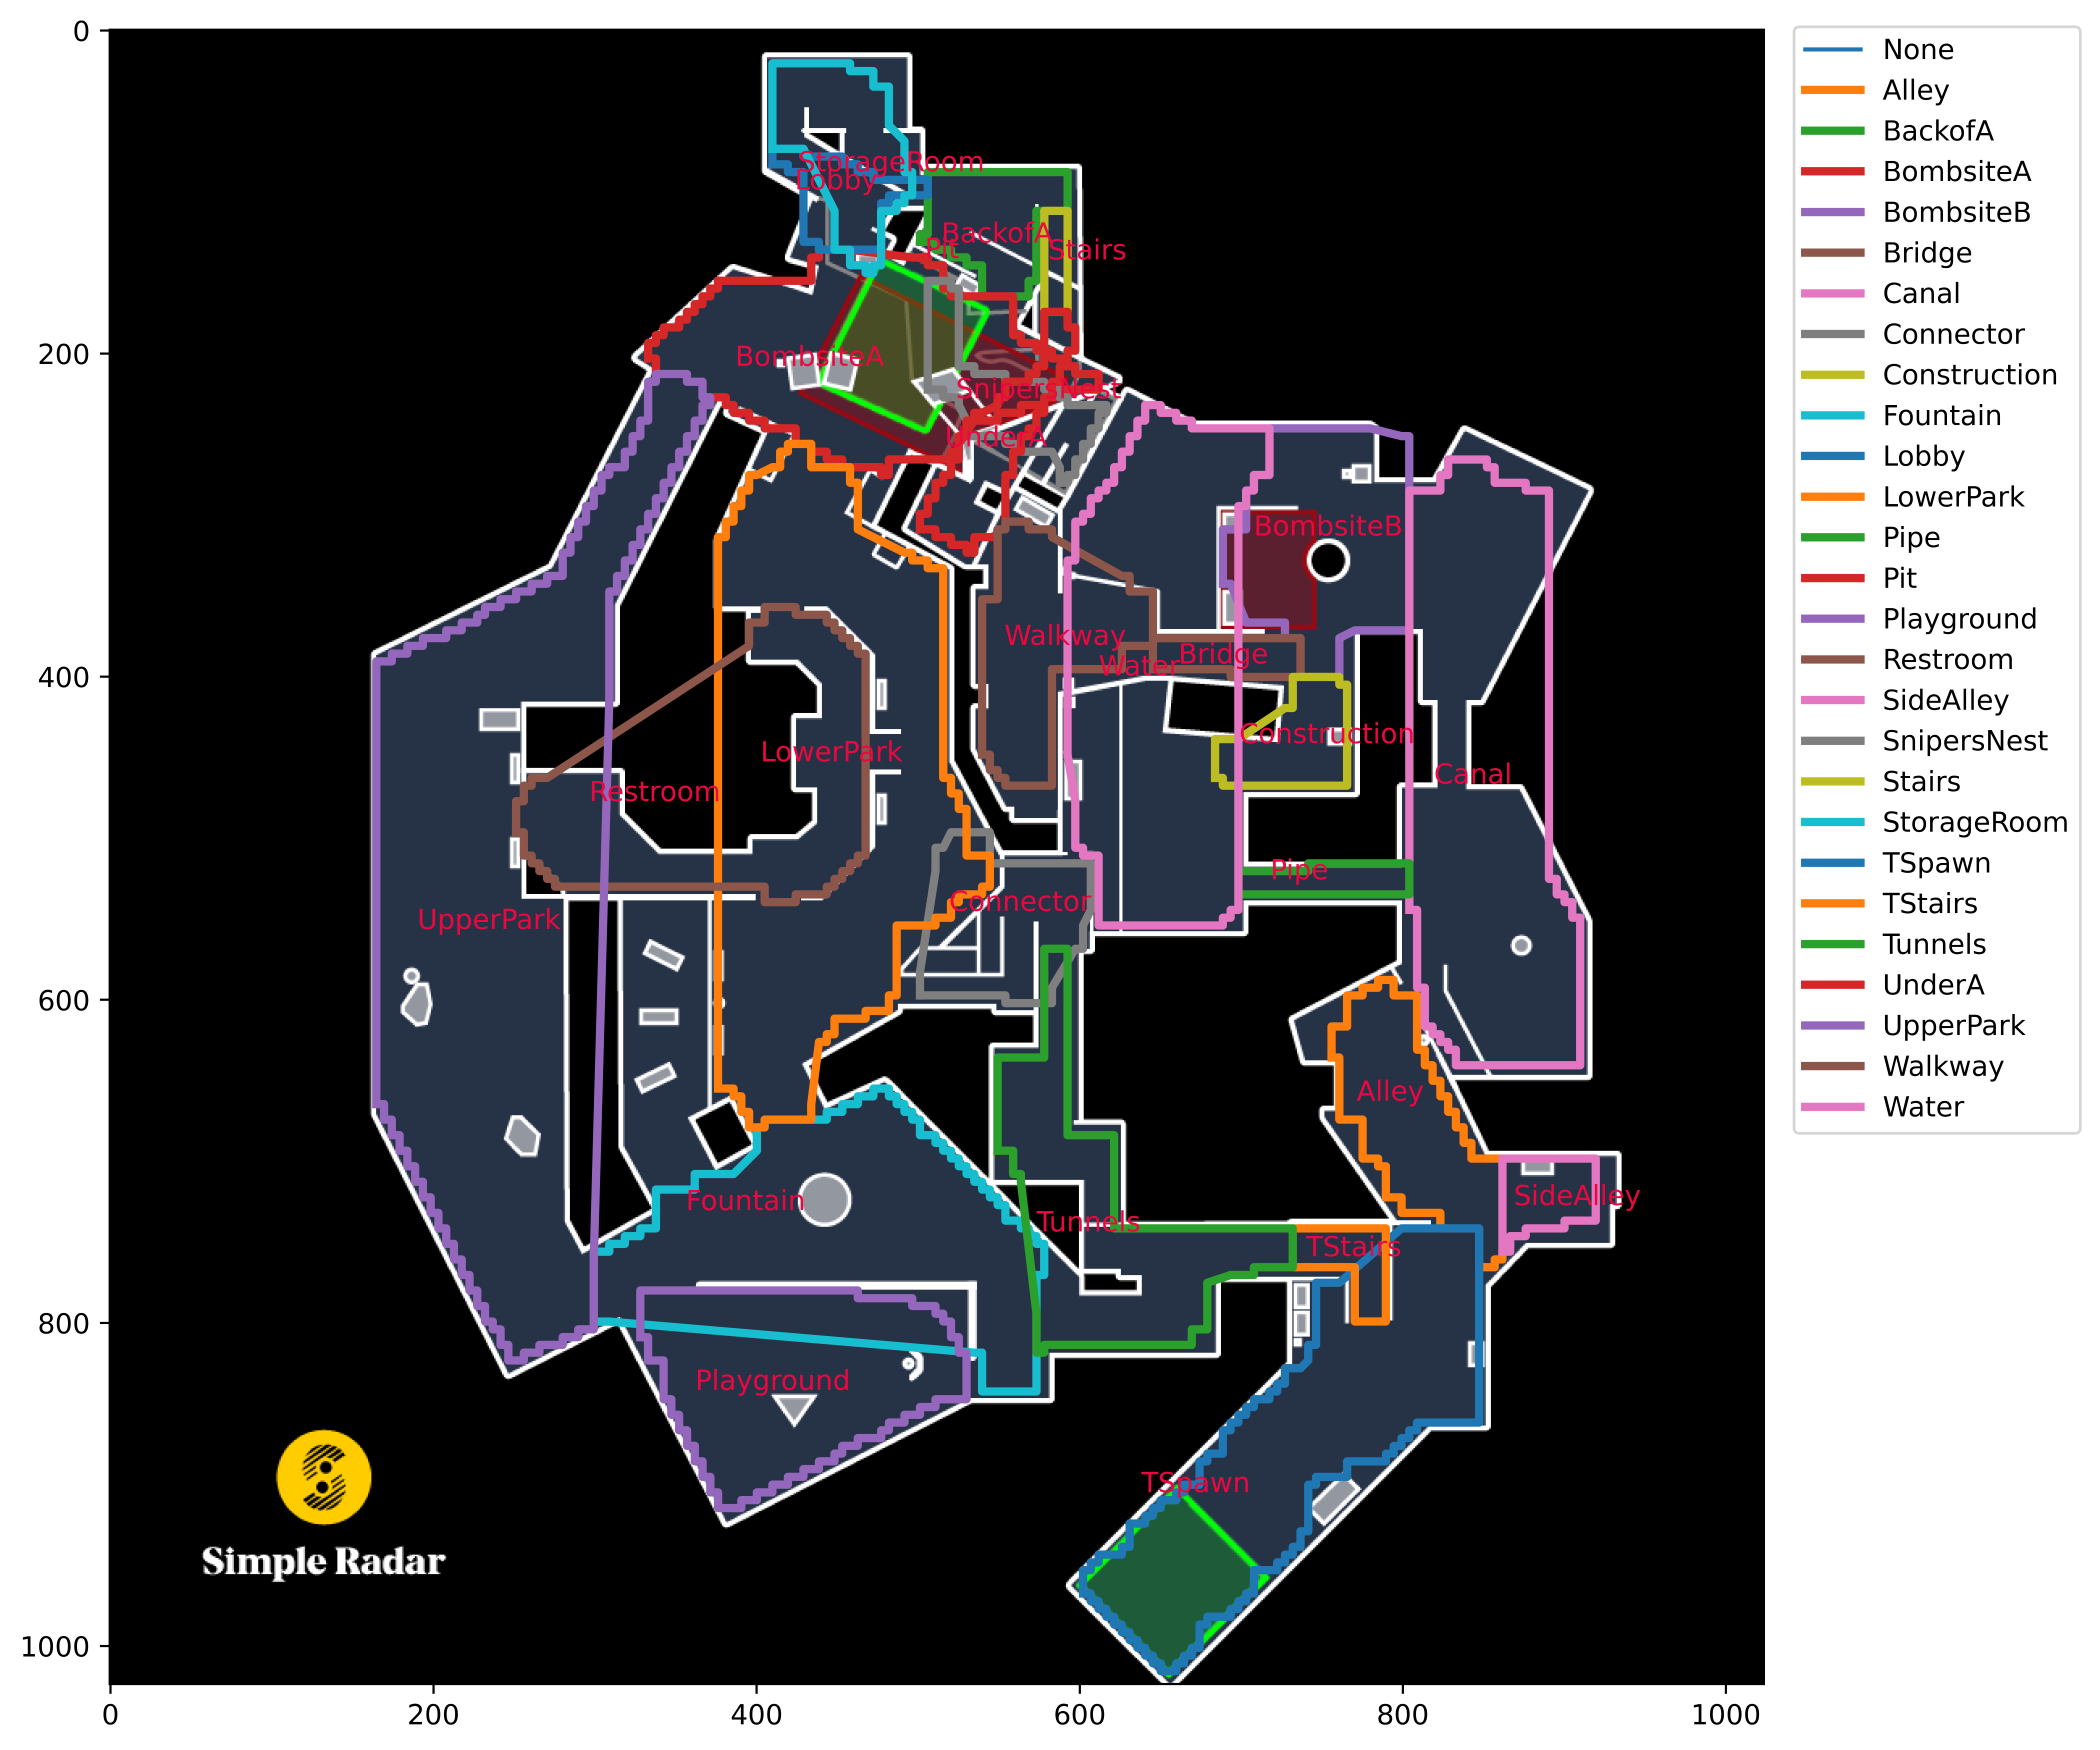 0
200
400
600
800
1000
0
200
400
600
800
1000
StorageRoom
Lobby
BackofA
Pit
Stairs
BombsiteA
SnipersNest
UnderA
BombsiteB
Walkway
Bridge
Water
Construction
LowerPark
Canal
Restroom
Pipe
Connector
UpperPark
Alley
SideAlley
Fountain
Tunnels
TStairs
Playground
TSpawn
Simple Radar
None
Alley
BackofA
BombsiteA
BombsiteB
Bridge
Canal
Connector
Construction
Fountain
Lobby
LowerPark
Pipe
Pit
Playground
Restroom
SideAlley
SnipersNest
Stairs
StorageRoom
TSpawn
TStairs
Tunnels
UnderA
UpperPark
Walkway
Water